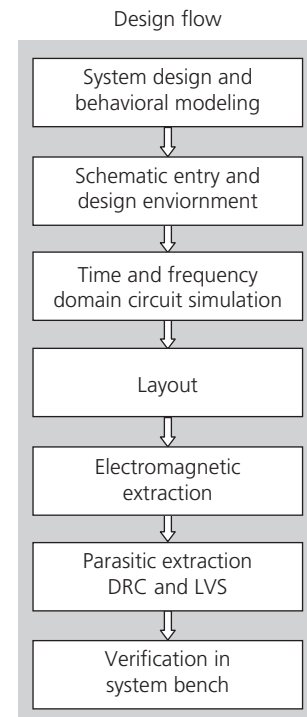 Design flow
System design and
behavioral modeling
Schematic entry and
design enviornment
Time and frequency
domain circuit simulation
Layout
Electromagnetic
extraction
Parasitic extraction
DRC and LVS
Verification in
system bench